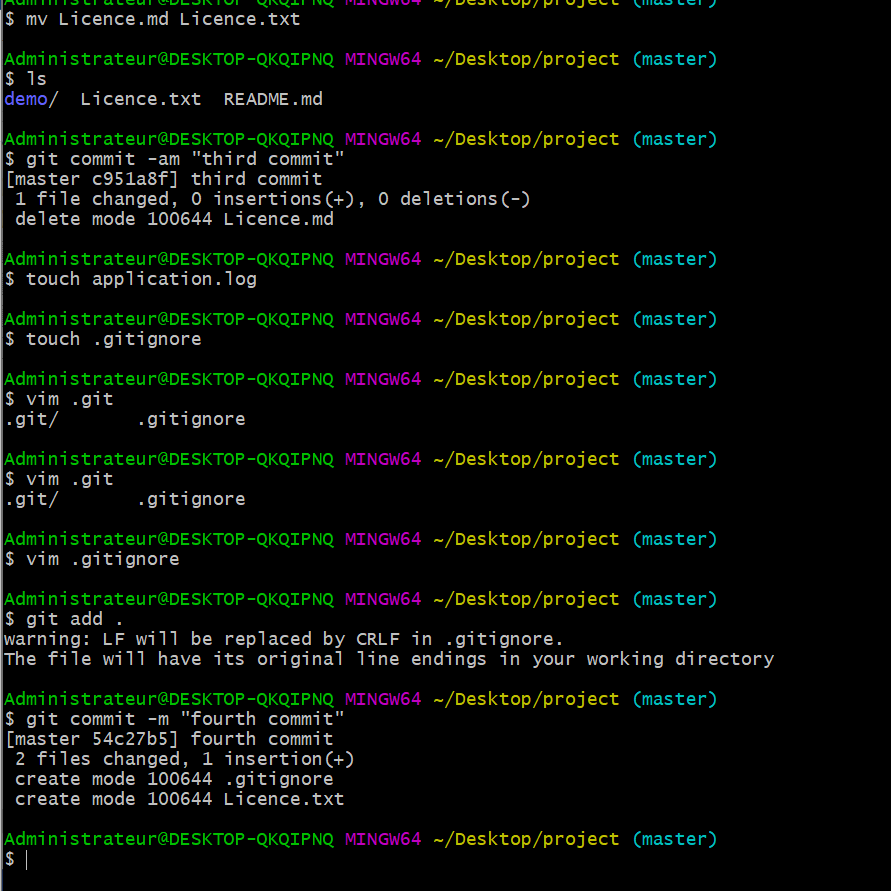 Administrateur@DESKTOP-QKQIPNQ MINGW64 ~/Desktop/project (master)
$ mv Licence.md Licence.txt
Administrateur@DESKTOP-QKQIPNQ MINGW64 ~/Desktop/project (master)
$ ls
demo/  Licence.txt  README.md
Administrateur@DESKTOP-QKQIPNQ MINGW64 ~/Desktop/project (master)
$ git commit -am "third commit"
[master c951a8f] third commit
 1 file changed, 0 insertions(+), 0 deletions(-)
 delete mode 100644 Licence.md
Administrateur@DESKTOP-QKQIPNQ MINGW64 ~/Desktop/project (master)
$ touch application.log
Administrateur@DESKTOP-QKQIPNQ MINGW64 ~/Desktop/project (master)
$ touch .gitignore
Administrateur@DESKTOP-QKQIPNQ MINGW64 ~/Desktop/project (master)
$ vim .git
.git/       .gitignore
Administrateur@DESKTOP-QKQIPNQ MINGW64 ~/Desktop/project (master)
$ vim .git
.git/       .gitignore
Administrateur@DESKTOP-QKQIPNQ MINGW64 ~/Desktop/project (master)
$ vim .gitignore
Administrateur@DESKTOP-QKQIPNQ MINGW64 ~/Desktop/project (master)
$ git add .
warning: LF will be replaced by CRLF in .gitignore.
The file will have its original line endings in your working directory
Administrateur@DESKTOP-QKQIPNQ MINGW64 ~/Desktop/project (master)
$ git commit -m "fourth commit"
[master 54c27b5] fourth commit
 2 files changed, 1 insertion(+)
 create mode 100644 .gitignore
 create mode 100644 Licence.txt
Administrateur@DESKTOP-QKQIPNQ MINGW64 ~/Desktop/project (master)
$